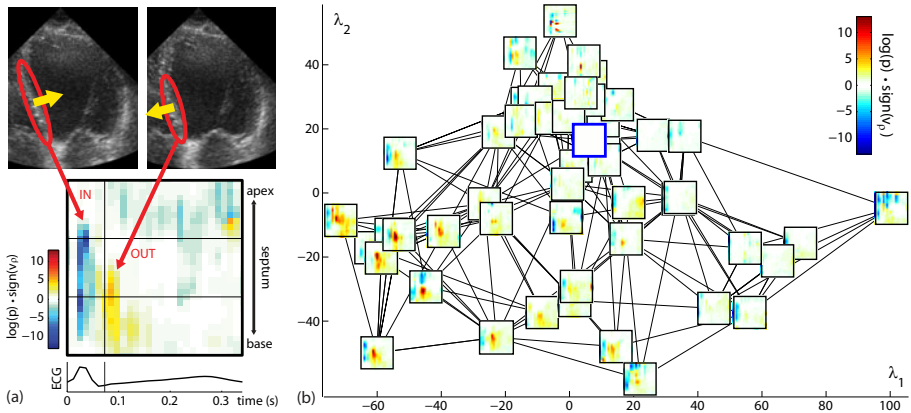 IN
OUT
apex
septum
base
log(p) • sign(vρ)
10
5
0
−5
−10
ECG
0
0.1
0.2
0.3
time (s)
(a)
λ2
40
20
0
−20
−40
−60
−40
−20
0
20
40
60
80
100
λ1
(b)
10
5
0
−5
−10
log(p) • sign(vρ)